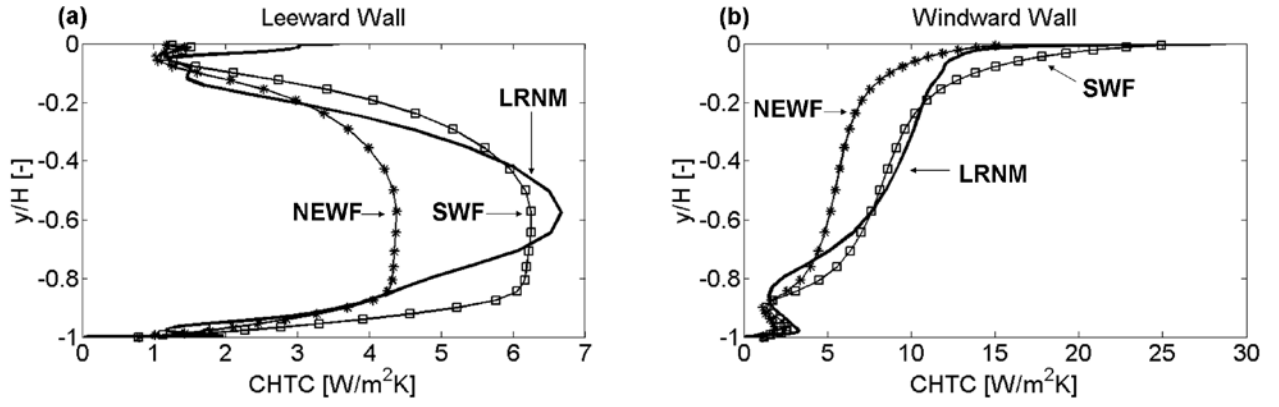 (a) Leeward Wall
0
-0.2
-0.4
-0.6
-0.8
-1
y/H [-]
LRNM
NEWF
SWF
0 1 2 3 4 5 6 7
CHTC [W/m²K]
(b) Windward Wall
0
-0.2
-0.4
-0.6
-0.8
-1
y/H [-]
NEWF
SWF
LRNM
0 5 10 15 20 25 30
CHTC [W/m²K]